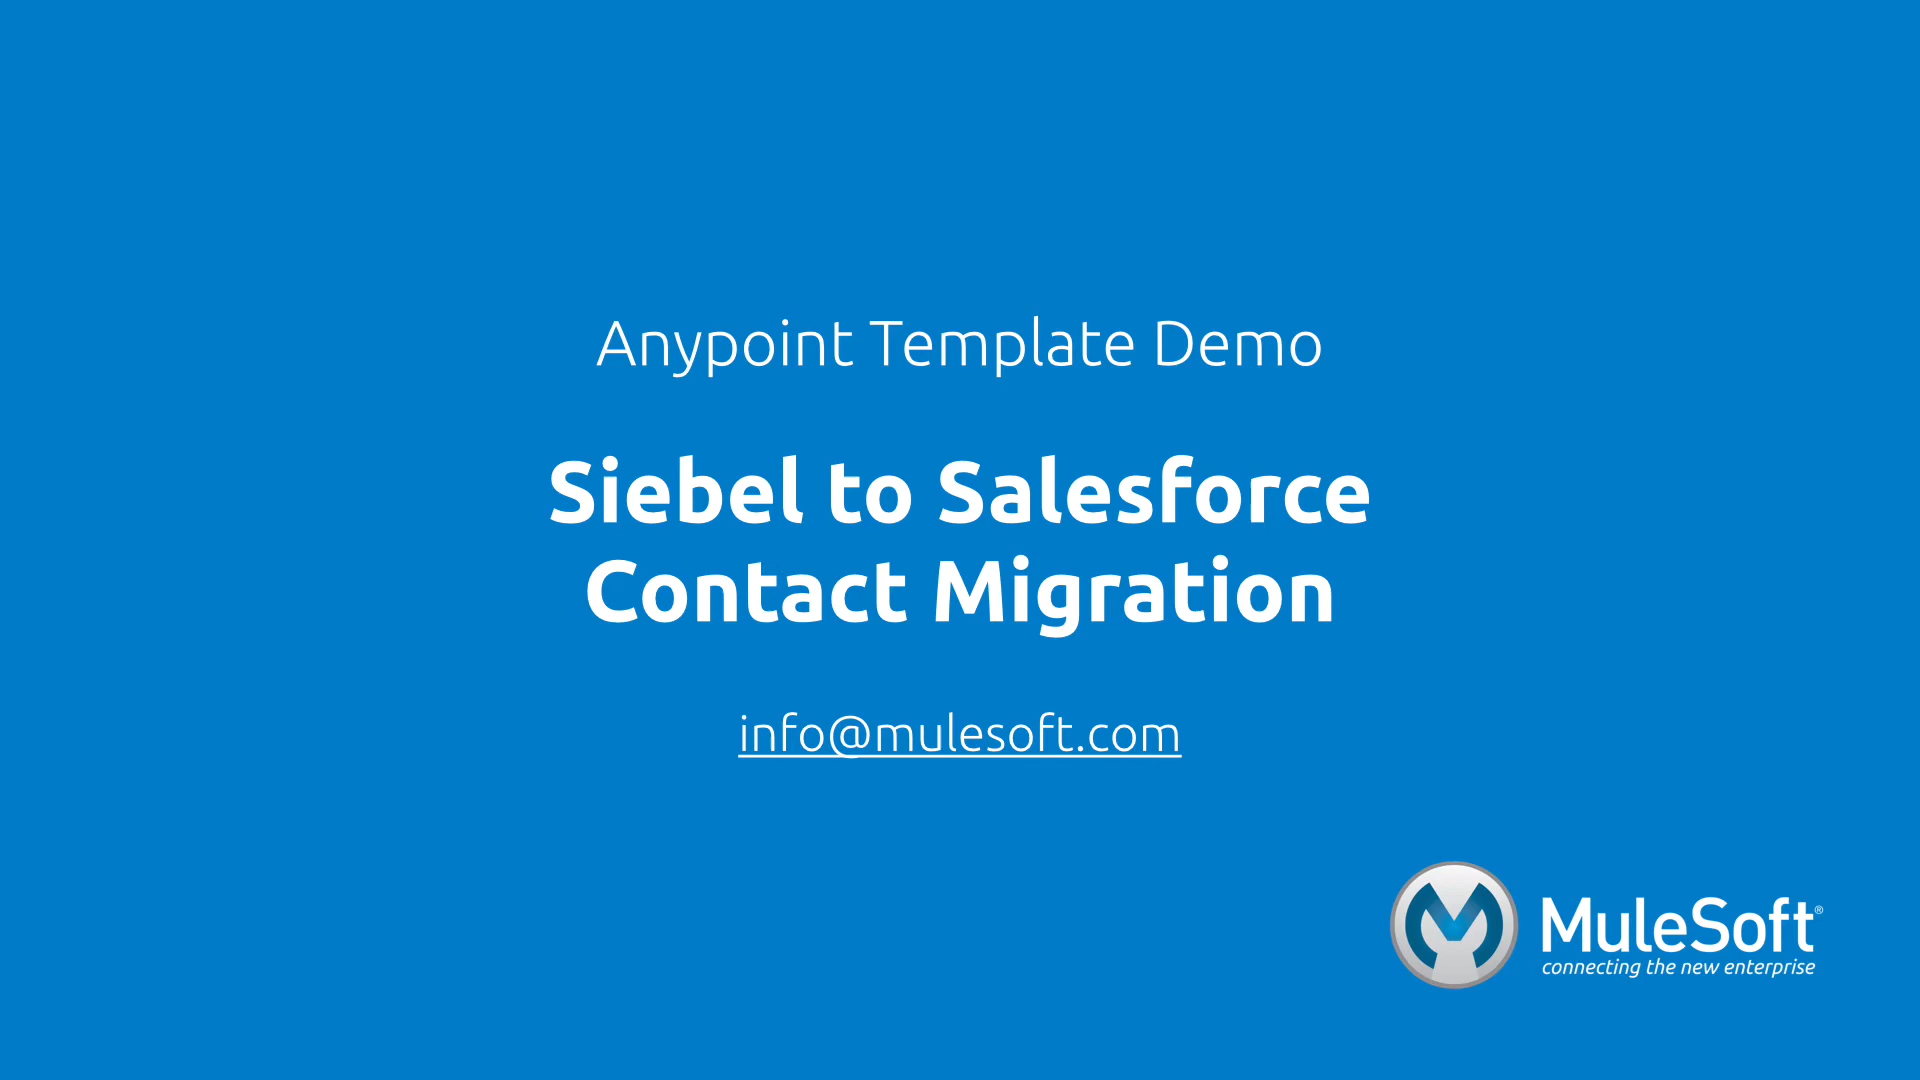 Anypoint Template Demo
Siebel to Salesforce
Contact Migration
info@mulesoft.com
MuleSoft®
connecting the new enterprise